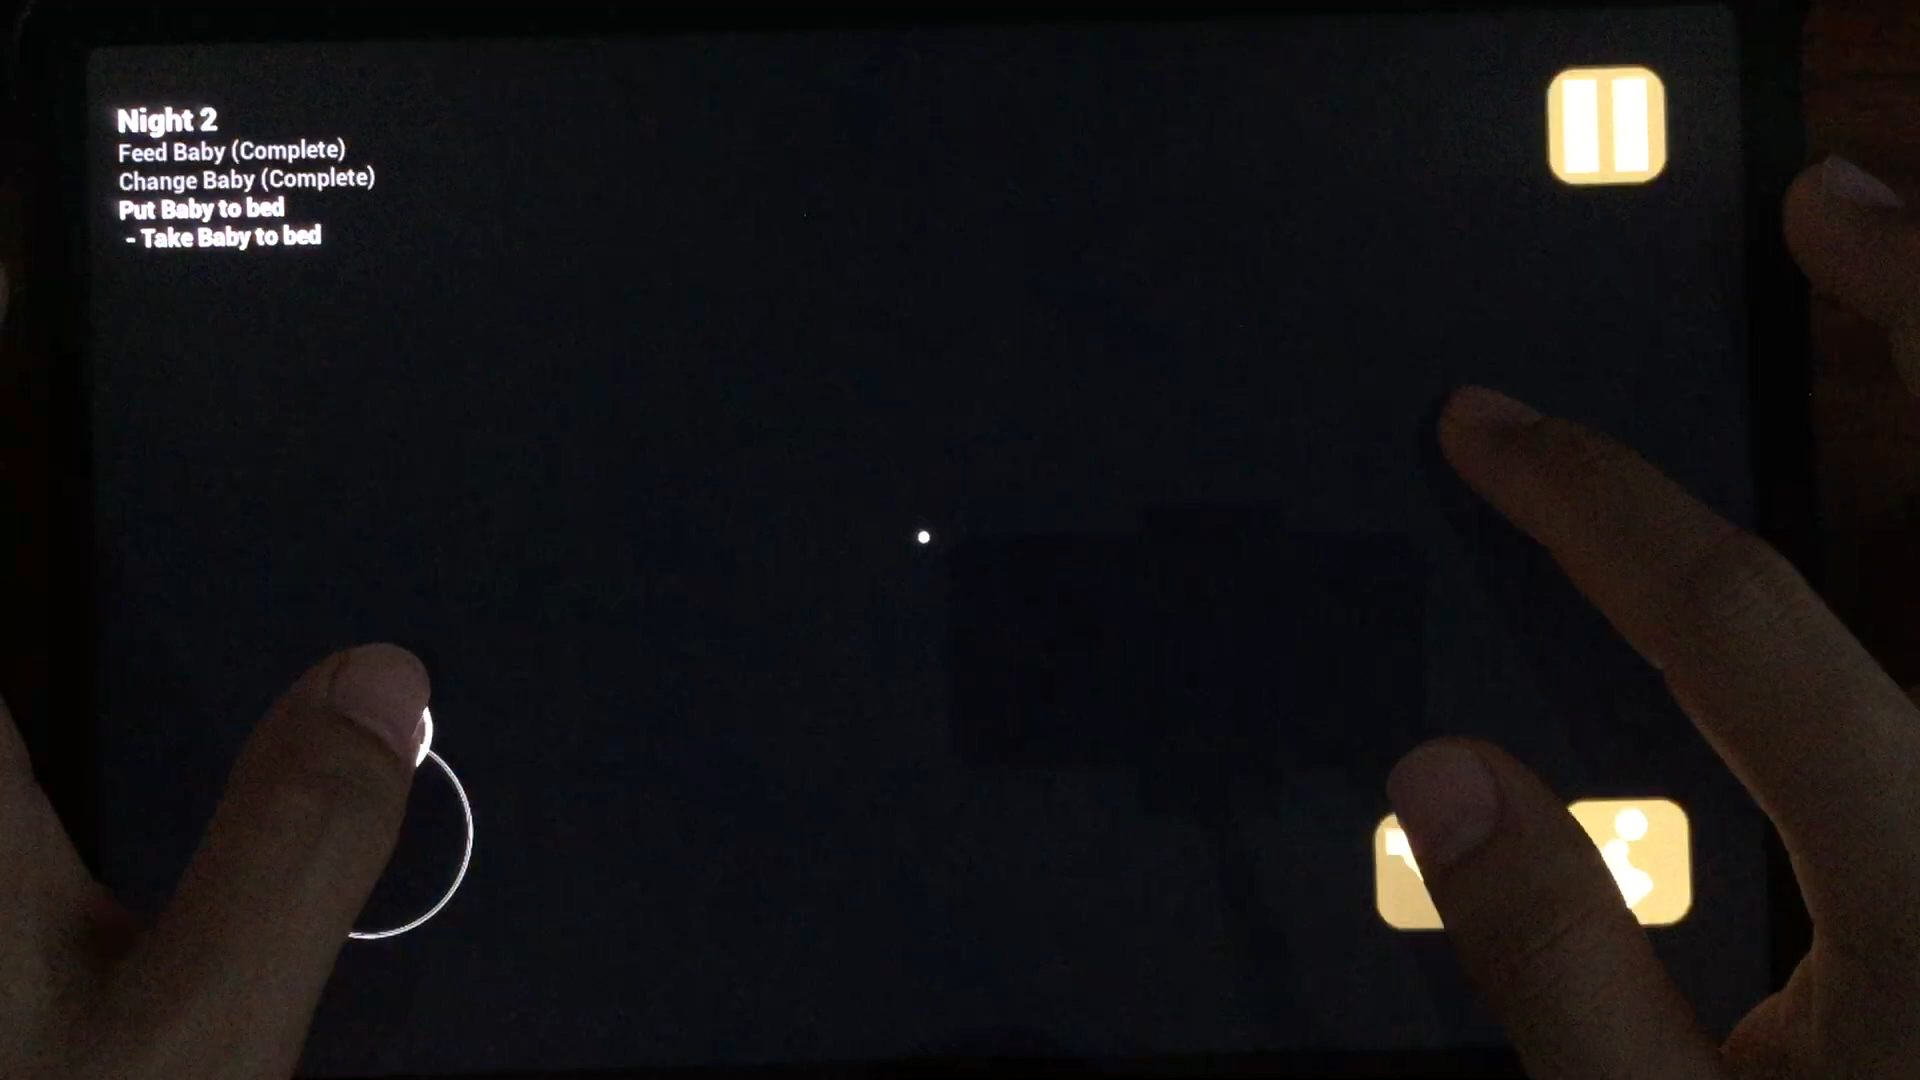 Night 2
Feed Baby (Complete)
Change Baby (Complete)
Put Baby to bed
- Take Baby to bed